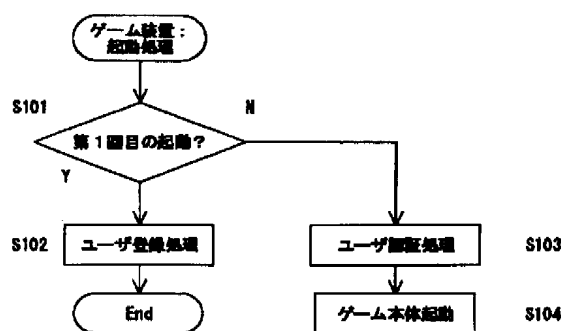 ゲーム装置:
起動処理
S101
N
第1回目の起動?
Y
S102
ユーザ登録処理
ユーザ認証処理
S103
End
ゲーム本体起動
S104